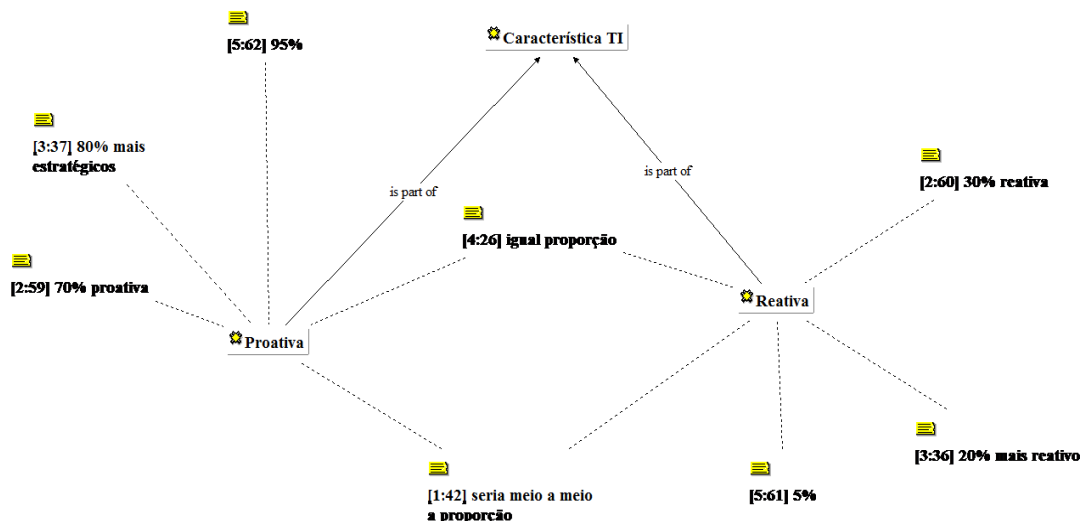 [5:62] 95%
Característica TI
[3:37] 80% mais
estratégicos
[2:60] 30% reativa
is part of
is part of
[4:26] igual proporção
[2:59] 70% proativa
Reativa
Proativa
[3:36] 20% mais reativo
[1:42] seria meio a meio
a proporção
[5:61] 5%